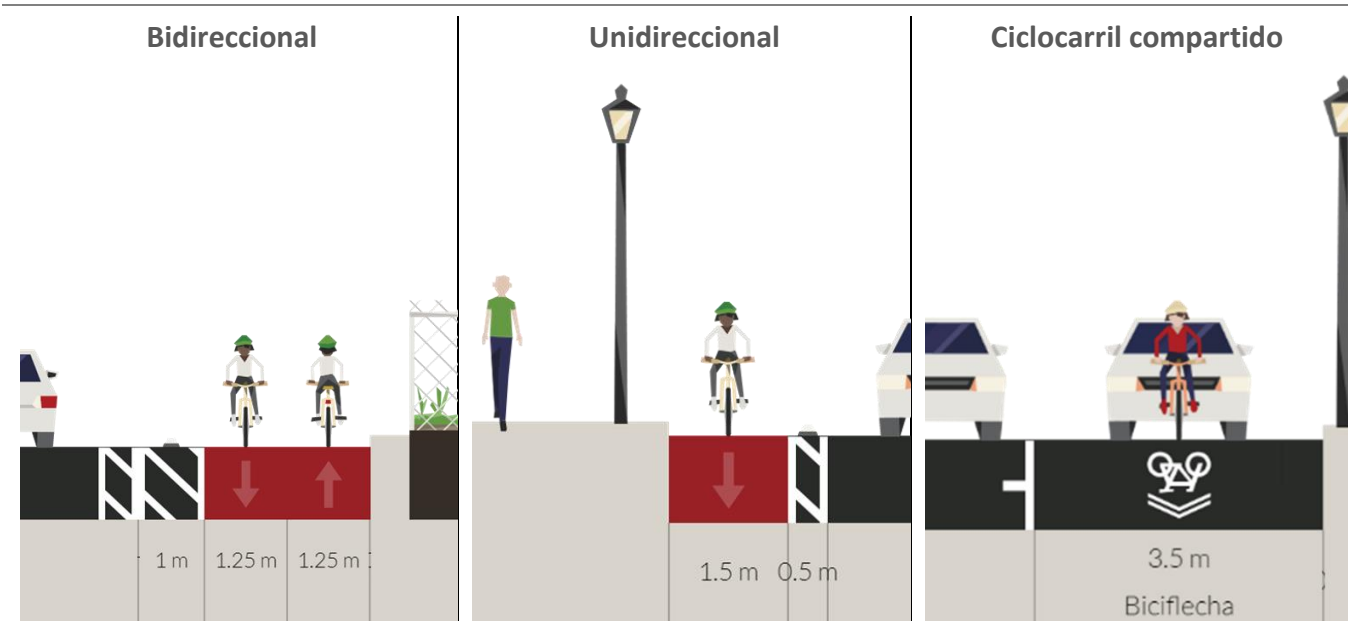 Bidireccional
1 m
1.25 m
1.25 m
Unidireccional
1.5 m
0.5 m
Ciclocarril compartido
3.5 m
Biciflecha